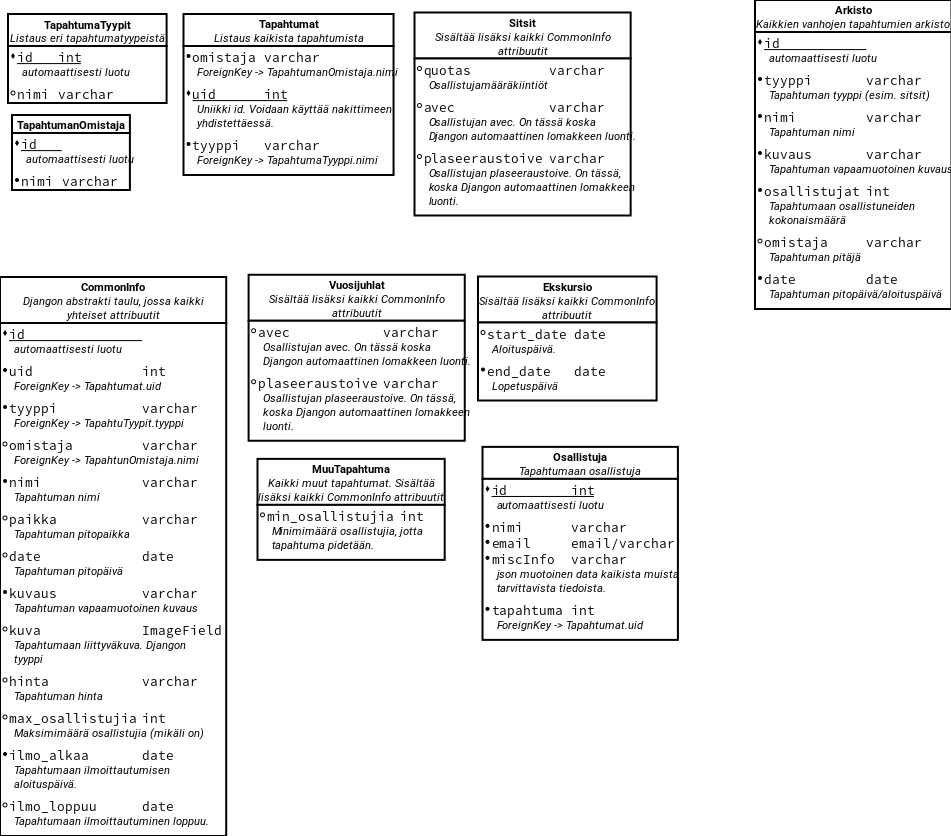 TapahtumaTyypit
Listaus eri tapahtumatyypeistä
id int
automaattisesti luotu
nimi varchar
TapahtumanOmistaja
id
automaattisesti luotu
nimi varchar
Tapahtumat
Listaus kaikista tapahtumista
omistaja varchar
ForeignKey -> TapahtumanOmistaja.nimi
uid int
Uniikki id. Voidaan käyttää nakittimeen
yhdistettäessä.
tyyppi varchar
ForeignKey -> TapahtumaTyyppi.nimi
Sitsit
Sisältää lisäksi kaikki CommonInfo
attribuutit
quotas varchar
Osallistujamääräkiintiöt
avec varchar
Osallistujan avec. On tässä koska
Djangon automaattinen lomakkeen luonti.
plaseeraustoive varchar
Osallistujan plaseeraustoive. On tässä,
koska Djangon automaattinen lomakkeen
luonti.
Arkisto
Kaikkien vanhojen tapahtumien arkisto
id
automaattisesti luotu
tyyppi varchar
Tapahtuman tyyppi (esim. sitsit)
nimi varchar
Tapahtuman nimi
kuvaus varchar
Tapahtuman vapaamuotoinen kuvaus
osallistujat int
Tapahtumaan osallistuneiden
kokonaismäärä
omistaja varchar
Tapahtuman pitäjä
date date
Tapahtuman pitopäivä/aloituspäivä
CommonInfo
Djangon abstrakti taulu, jossa kaikki
yhteiset attribuutit
id
automaattisesti luotu
uid int
ForeignKey -> Tapahtumat.uid
tyyppi varchar
ForeignKey -> TapahtuTyypit.tyyppi
omistaja varchar
ForeignKey -> TapahtunOmistaja.nimi
nimi varchar
Tapahtuman nimi
paikka varchar
Tapahtuman pitopaikka
date date
Tapahtuman pitopäivä
kuvaus varchar
Tapahtuman vapaamuotoinen kuvaus
kuva ImageField
Tapahtumaan liittyväkuva. Djangon
tyyppi
hinta varchar
Tapahtuman hinta
max_osallistujia int
Maksimimäärä osallistujia (mikäli on)
ilmo_alkaa date
Tapahtumaan ilmoittautumisen
aloituspäivä.
ilmo_loppuu date
Tapahtumaan ilmoittautuminen loppuu.
Vuosijuhlat
Sisältää lisäksi kaikki CommonInfo
attribuutit
avec varchar
Osallistujan avec. On tässä koska
Djangon automaattinen lomakkeen luonti.
plaseeraustoive varchar
Osallistujan plaseeraustoive. On tässä,
koska Djangon automaattinen lomakkeen
luonti.
Ekskursio
Sisältää lisäksi kaikki CommonInfo
attribuutit
start_date date
Aloituspäivä.
end_date date
Lopetuspäivä
MuuTapahtuma
Kaikki muut tapahtumat. Sisältää
lisäksi kaikki CommonInfo attribuutit
min_osallistujia int
Minimimäärä osallistujia, jotta
tapahtuma pidetään.
Osallistuja
Tapahtumaan osallistuja
id int
automaattisesti luotu
nimi varchar
email email/varchar
miscInfo varchar
json muotoinen data kaikista muista
tarvittavista tiedoista.
tapahtuma int
ForeignKey -> Tapahtumat.uid